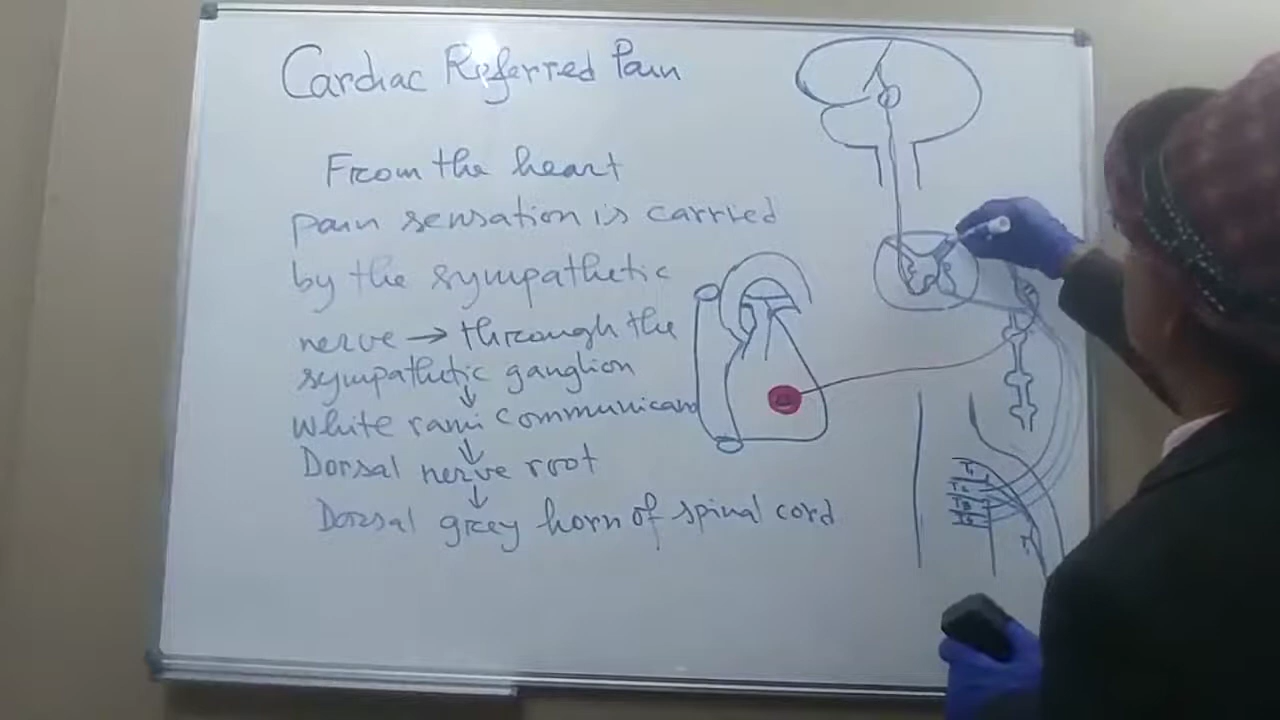 Cardiac Referred Pain
From the heart
pain sensation is carried
by the sympathetic
nerve → through the
sympathetic ganglion
↓
White rami communicans
↓
Dorsal nerve root
↓
Dorsal grey horn of spinal cord
T₁